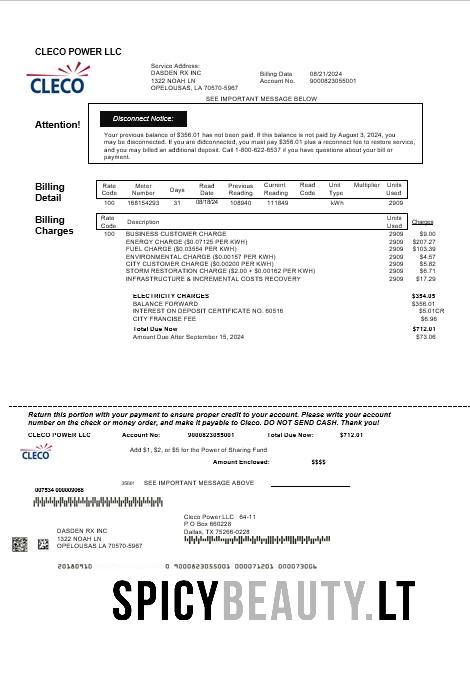 CLECO POWER LLC
CLECO
Service Address:
DASDEN RX INC
1322 NOAH LN
OPELOUSAS, LA 70570-5967
Billing Date 08/21/2024
Account No. 9000823055001
SEE IMPORTANT MESSAGE BELOW
Attention!
Disconnect Notice:
Your previous balance of $356.01 has not been paid. If this balance is not paid by August 3, 2024, you
may be disconnected. If you are didconnected, you must pay $356.01 plus a reconnect fee to restore service,
and you may billed an additional deposit. Call 1-800-622-6537 if you have questions about your bill or
payment.
Billing
Detail
Rate Code Meter Number Days Read Date Previous Reading Current Reading Read Code Unit Type Multiplier Units Used
100 168154293 31 08/18/24 108940 111849 kWh 2909
Billing
Charges
Rate Code Description Units Used Charges
100 BUSINESS CUSTOMER CHARGE 2909 $9.00
ENERGY CHARGE ($0.07125 PER KWH) 2909 $207.27
FUEL CHARGE ($0.03554 PER KWH) 2909 $103.39
ENVIRONMENTAL CHARGE ($0.00157 PER KWH) 2909 $4.57
CITY CUSTOMER CHARGE ($0.00200 PER KWH) 2909 $5.82
STORM RESTORATION CHARGE ($2.00 + $0.00162 PER KWH) 2909 $6.71
INFRASTRUCTURE & INCREMENTAL COSTS RECOVERY 2909 $17.29
ELECTRICITY CHARGES $354.05
BALANCE FORWARD $356.01
INTEREST ON DEPOSIT CERTIFICATE NO. 60516 $5.01CR
CITY FRANCISE FEE $6.96
Total Due Now $712.01
Amount Due After September 15, 2024 $73.06
Return this portion with your payment to ensure proper credit to your account. Please write your account
number on the check or money order, and make it payable to Cleco. DO NOT SEND CASH. Thank you!
CLECO POWER LLC Account No: 9000823055001 Total Due Now: $712.01
CLECO
Add $1, $2, or $5 for the Power of Sharing Fund
Amount Enclosed: $$$$
SEE IMPORTANT MESSAGE ABOVE
007534 000009068
Cleco Power LLC 64-11
P O Box 660228
Dallas, TX 75266-0228
DASDEN RX INC
1322 NOAH LN
OPELOUSAS LA 70570-5967
20180910 0 9000823055001 000071201 000073006
SPICYBEAUTY.LT